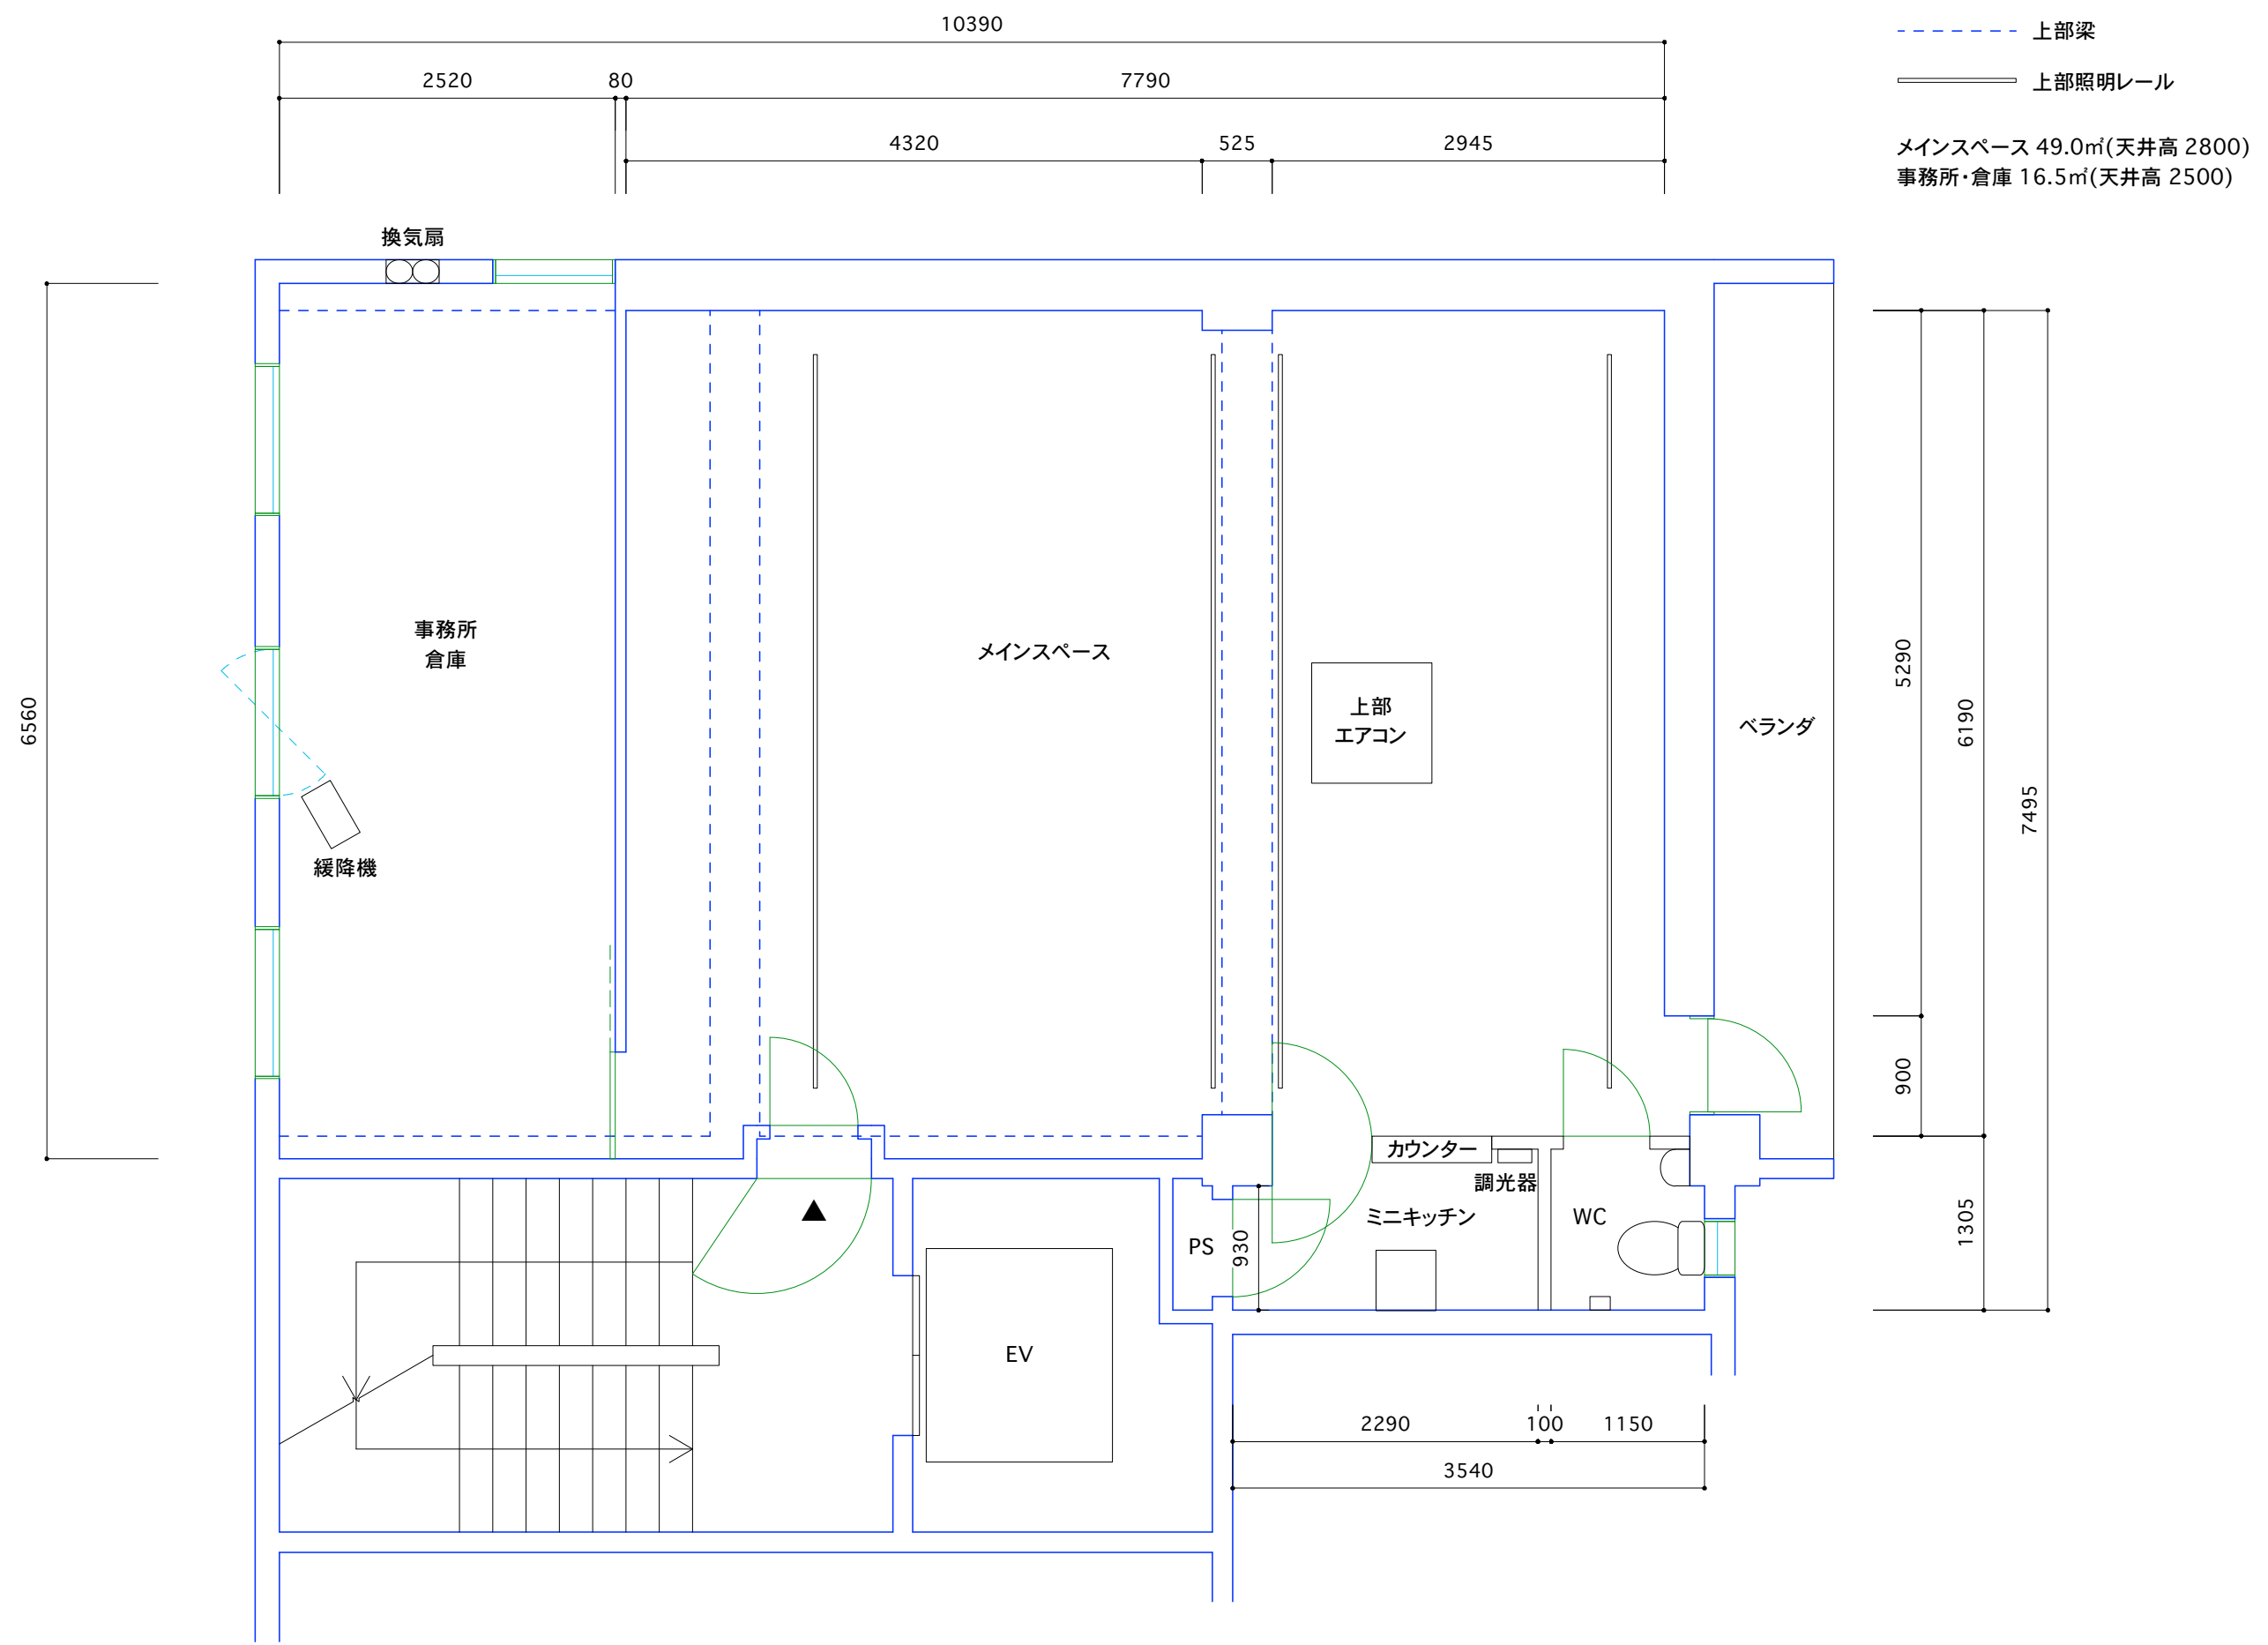 10390
上部梁
2520
80
7790
上部照明レール
4320
525
2945
メインスペース 49.0㎡(天井高 2800)
事務所・倉庫 16.5㎡(天井高 2500)
換気扇
事務所
倉庫
メインスペース
上部
エアコン
ベランダ
6560
5290
6190
7495
緩降機
900
カウンター
調光器
ミニキッチン
WC
PS
930
1305
EV
2290
100
1150
3540